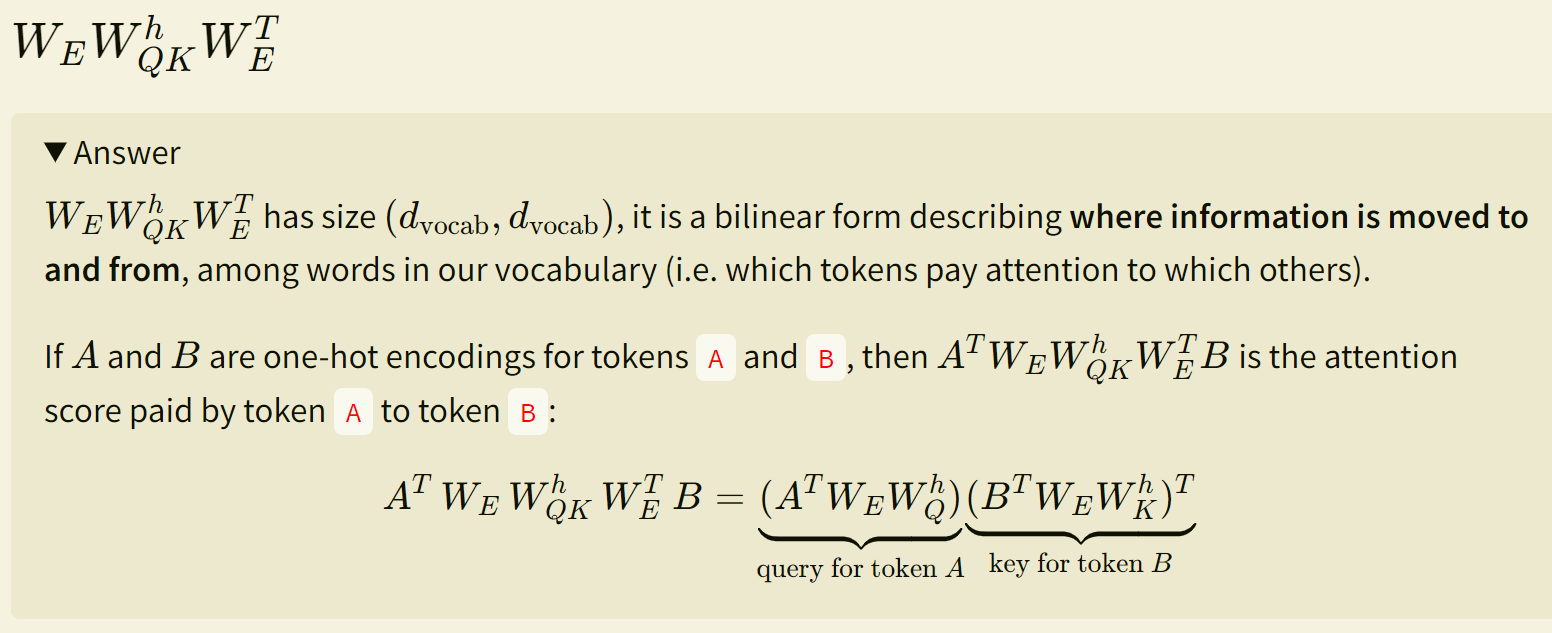 $W_E W_{QK}^h W_E^T$
▼ Answer
$W_E W_{QK}^h W_E^T$ has size $(d_{\text{vocab}}, d_{\text{vocab}})$, it is a bilinear form describing where information is moved to
and from, among words in our vocabulary (i.e. which tokens pay attention to which others).
If $A$ and $B$ are one-hot encodings for tokens A and B, then $A^T W_E W_{QK}^h W_E^T B$ is the attention
score paid by token A to token B:
$A^T W_E W_{QK}^h W_E^T B = \underbrace{(A^T W_E W_Q^h)}_{\text{query for token } A} \underbrace{(B^T W_E W_K^h)^T}_{\text{key for token } B}$